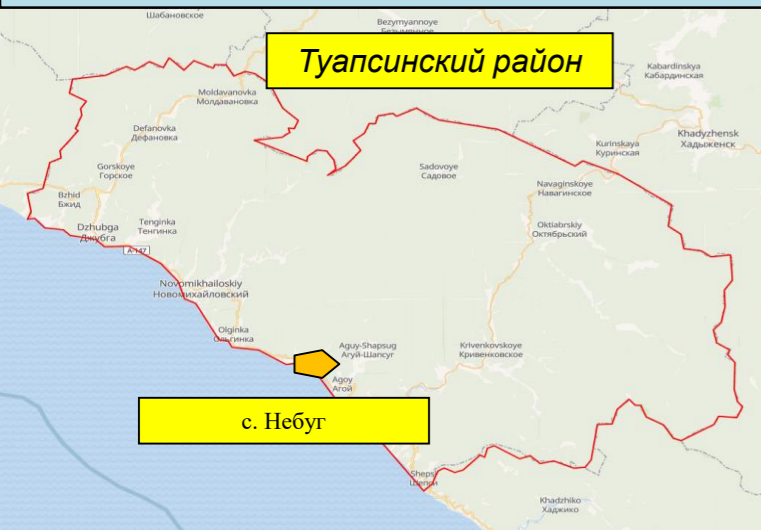 Шабановское
Bezymyannoye
Безымянное
Туапсинский район
Kabardinskya
Кабардинская
Moldavanovka
Молдавановка
Defanovka
Дефановка
Khadyzhensk
Хадыженск
Kurinskaya
Куринская
Gorskoye
Горское
Sadovoye
Садовое
Navaginskoye
Навагинское
Bzhid
Бжид
Dzhubga
Джубга
Tenginka
Тенгинка
Oktiabrskiy
Октябрьский
A-147
Novomikhailoskiy
Новомихайловский
Olginka
Ольгинка
Aguy-Shapsug
Агуй-Шапсуг
Krivenkovskoye
Кривенковское
Agoy
Агой
с. Небуг
Shepsi
Шепси
Khadzhiko
Хаджико